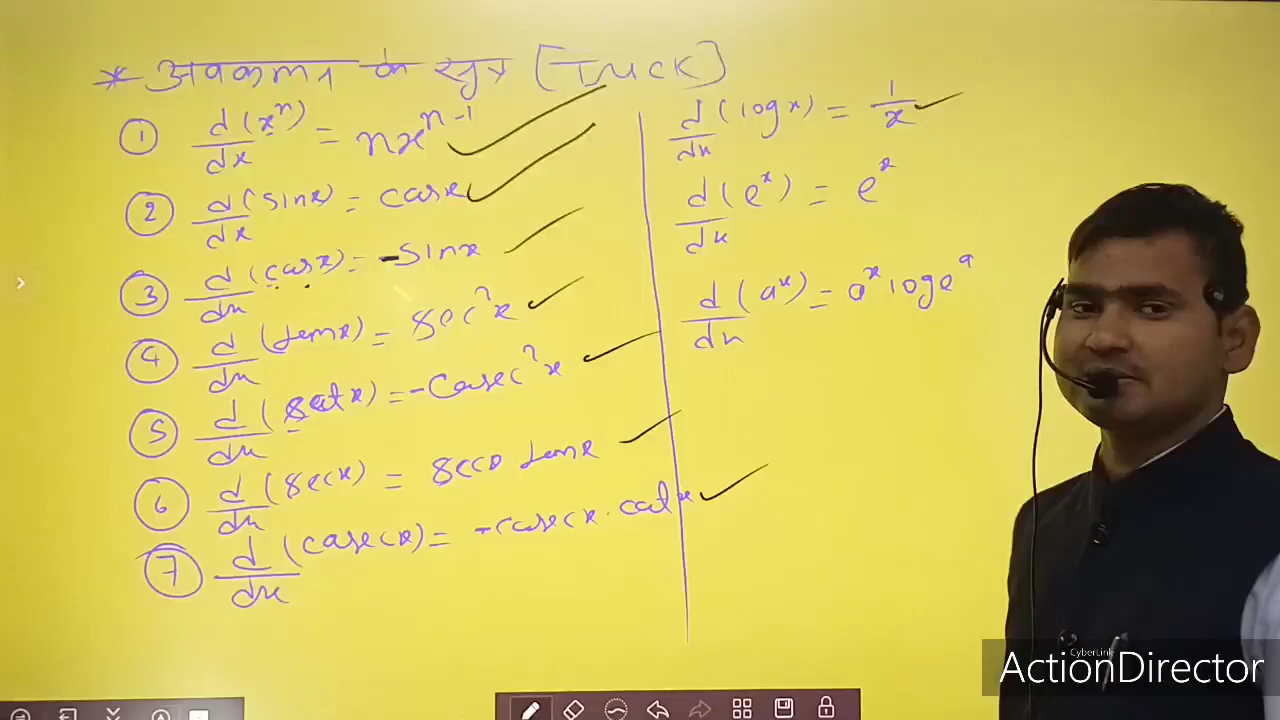 * अवकलन के सूत्र (Trick)
① d/dx (xⁿ) = nxⁿ⁻¹
② d/dx (sinx) = cosx
③ d/dx (cosx) = -sinx
④ d/dx (tanx) = sec²x
⑤ d/dx (cotx) = -cosec²x
⑥ d/dx (secx) = secx tanx
⑦ d/dx (cosecx) = -cosecx.cotx
d/dx (logx) = 1/x
d/dx (eˣ) = eˣ
d/dx (aˣ) = aˣ logeᵃ
CyberLink
ActionDirector